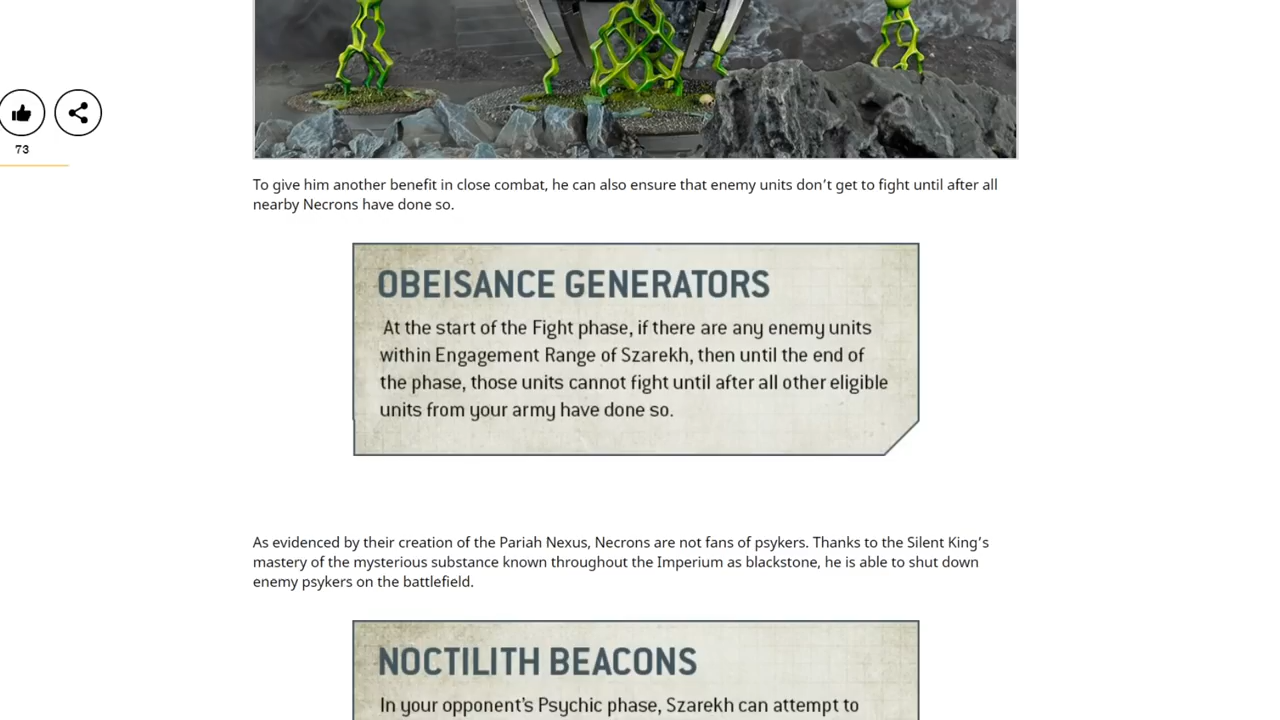 73
To give him another benefit in close combat, he can also ensure that enemy units don’t get to fight until after all
nearby Necrons have done so.
OBEISANCE GENERATORS
At the start of the Fight phase, if there are any enemy units
within Engagement Range of Szarekh, then until the end of
the phase, those units cannot fight until after all other eligible
units from your army have done so.
As evidenced by their creation of the Pariah Nexus, Necrons are not fans of psykers. Thanks to the Silent King’s
mastery of the mysterious substance known throughout the Imperium as blackstone, he is able to shut down
enemy psykers on the battlefield.
NOCTILITH BEACONS
In your opponent’s Psychic phase, Szarekh can attempt to